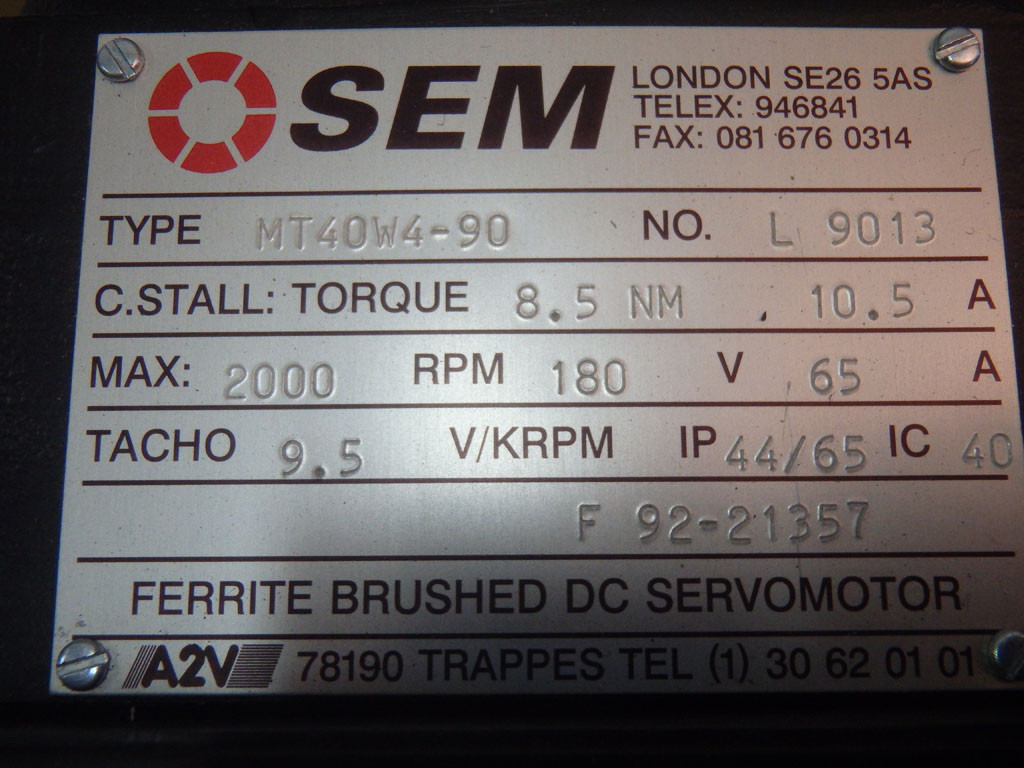 SEM
LONDON SE26 5AS
TELEX: 946841
FAX: 081 676 0314
TYPE MT40W4-90 NO. L 9013
C.STALL: TORQUE 8.5 NM , 10.5 A
MAX: 2000 RPM 180 V 65 A
TACHO 9.5 V/KRPM IP 44/65 IC 40
F 92-21357
FERRITE BRUSHED DC SERVOMOTOR
A2V 78190 TRAPPES TEL (1) 30 62 01 01